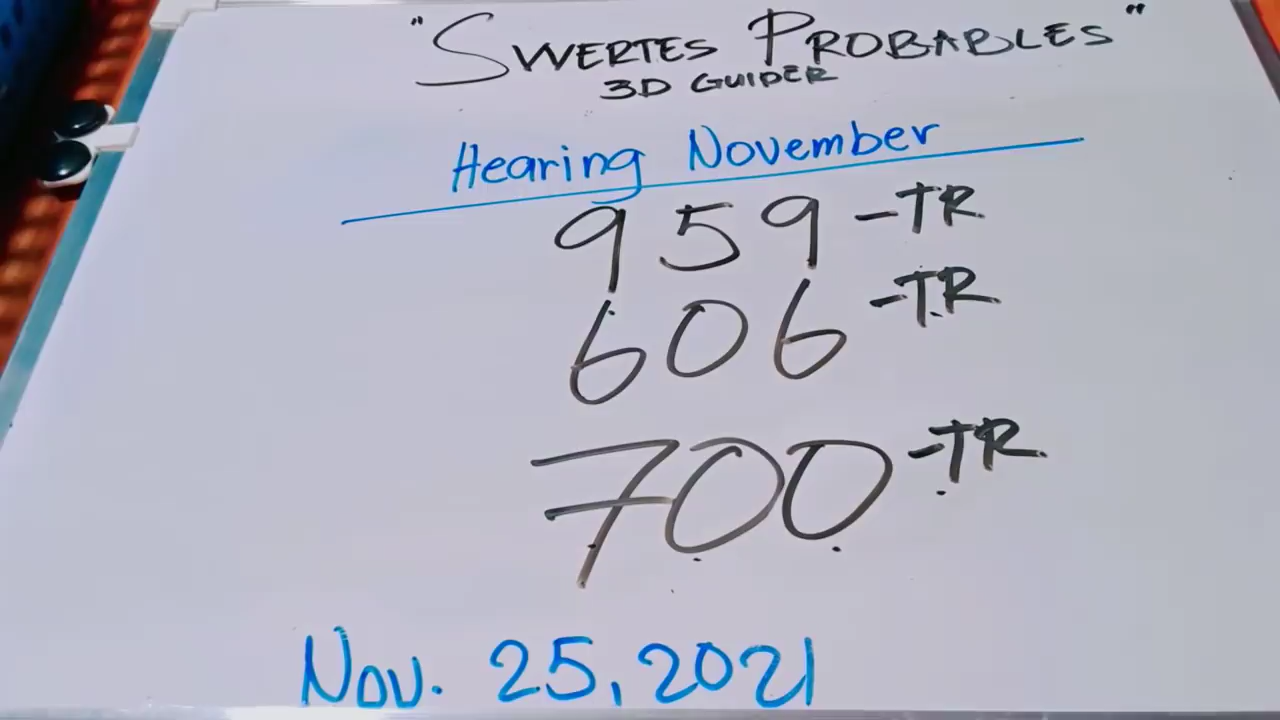 "SWERTES PROBABLES"
3D GUIDER
Hearing November
959 -TR
606 -TR
700 -TR
Nov. 25, 2021